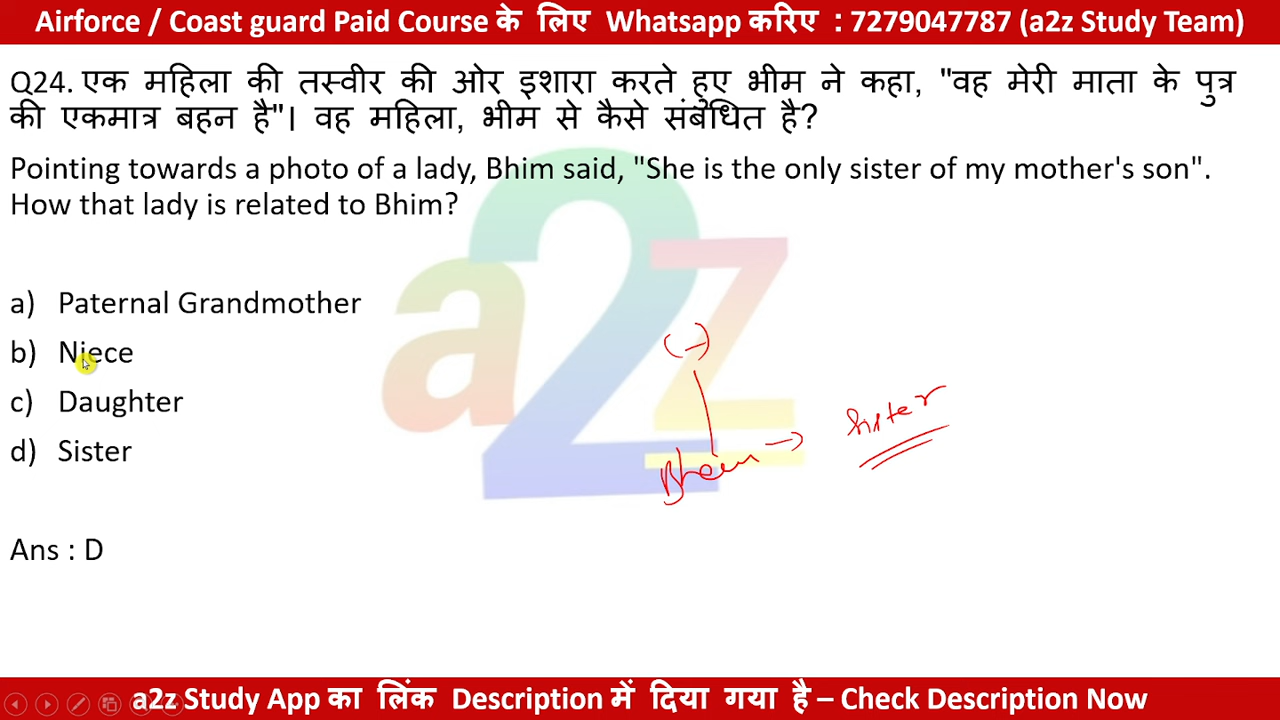 Airforce / Coast guard Paid Course के लिए Whatsapp करिए : 7279047787 (a2z Study Team)
Q24. एक महिला की तस्वीर की ओर इशारा करते हुए भीम ने कहा, "वह मेरी माता के पुत्र
की एकमात्र बहन है"। वह महिला, भीम से कैसे संबंधित है?
Pointing towards a photo of a lady, Bhim said, "She is the only sister of my mother's son".
How that lady is related to Bhim?
a) Paternal Grandmother
b) Niece
c) Daughter
d) Sister
a2z
(-)
Bheem → Sister
Ans : D
a2z Study App का लिंक Description में दिया गया है – Check Description Now